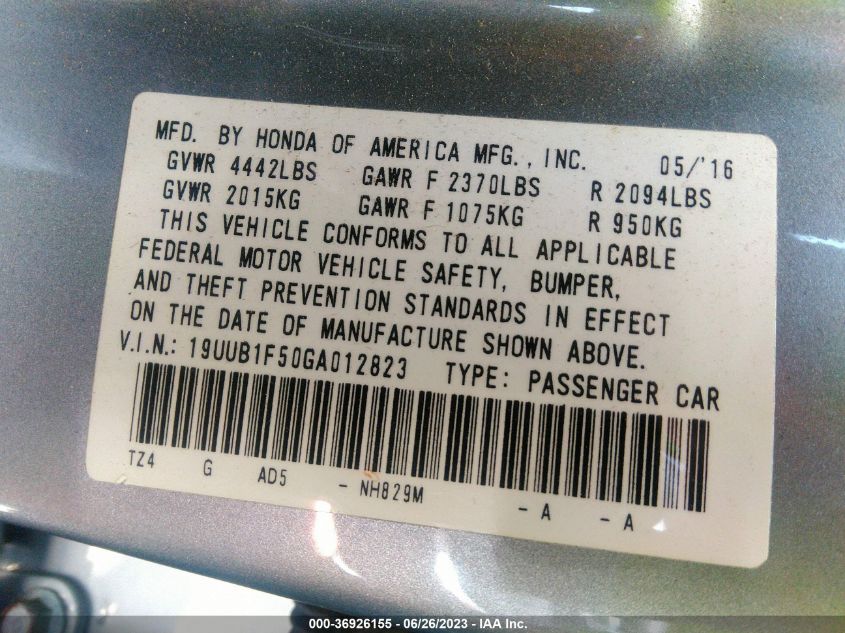 MFD. BY HONDA OF AMERICA MFG., INC. 05/'16
GVWR 4442LBS GAWR F 2370LBS R 2094LBS
GVWR 2015KG GAWR F 1075KG R 950KG
THIS VEHICLE CONFORMS TO ALL APPLICABLE
FEDERAL MOTOR VEHICLE SAFETY, BUMPER,
AND THEFT PREVENTION STANDARDS IN EFFECT
ON THE DATE OF MANUFACTURE SHOWN ABOVE.
V.I.N.: 19UUB1F50GA012823 TYPE: PASSENGER CAR
TZ4 G AD5 - NH829M - A - A
000-36926155 - 06/26/2023 - IAA Inc.